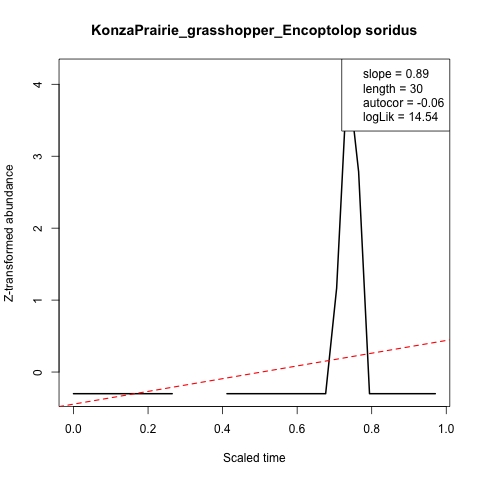 KonzaPrairie_grasshopper_Encoptolop soridus
slope = 0.89
length = 30
autocor = -0.06
logLik = 14.54
Z-transformed abundance
4
3
2
1
0
0.0 0.2 0.4 0.6 0.8 1.0
Scaled time